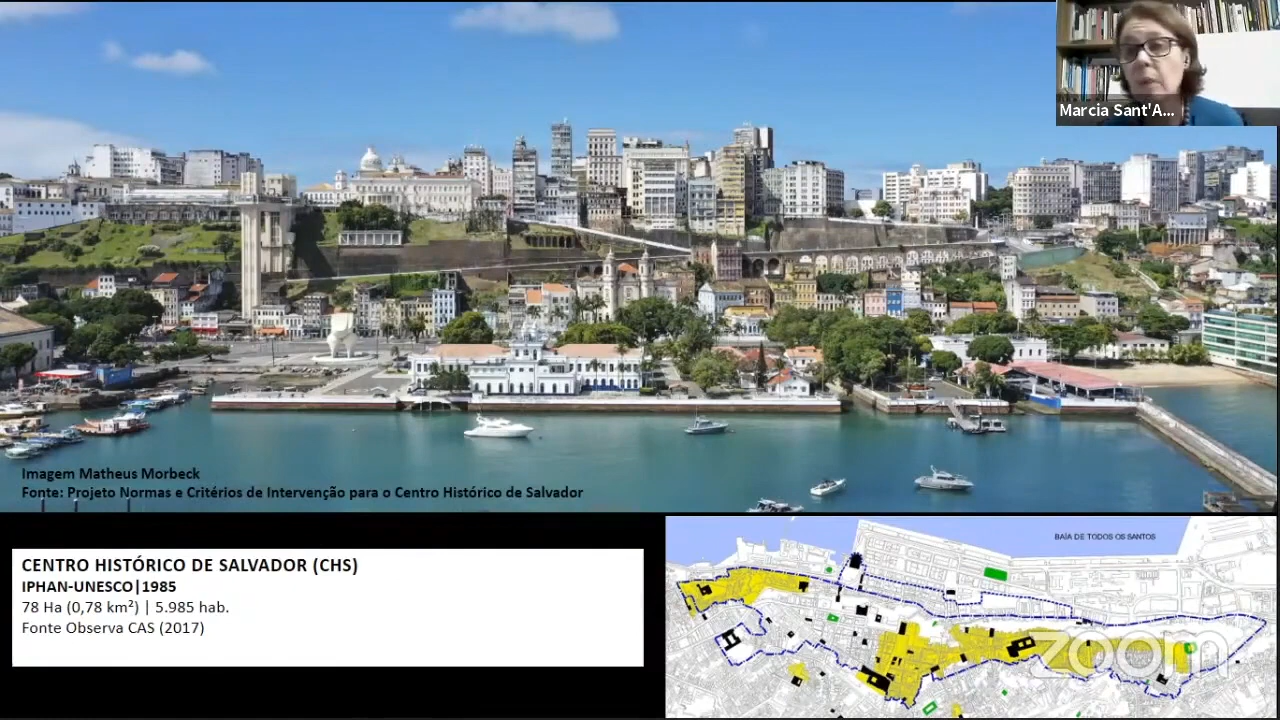 Marcia Sant'A...
Imagem Matheus Morbeck
Fonte: Projeto Normas e Critérios de Intervenção para o Centro Histórico de Salvador
CENTRO HISTÓRICO DE SALVADOR (CHS)
IPHAN-UNESCO|1985
78 Ha (0,78 km²) | 5.985 hab.
Fonte Observa CAS (2017)
BAÍA DE TODOS OS SANTOS
zoom